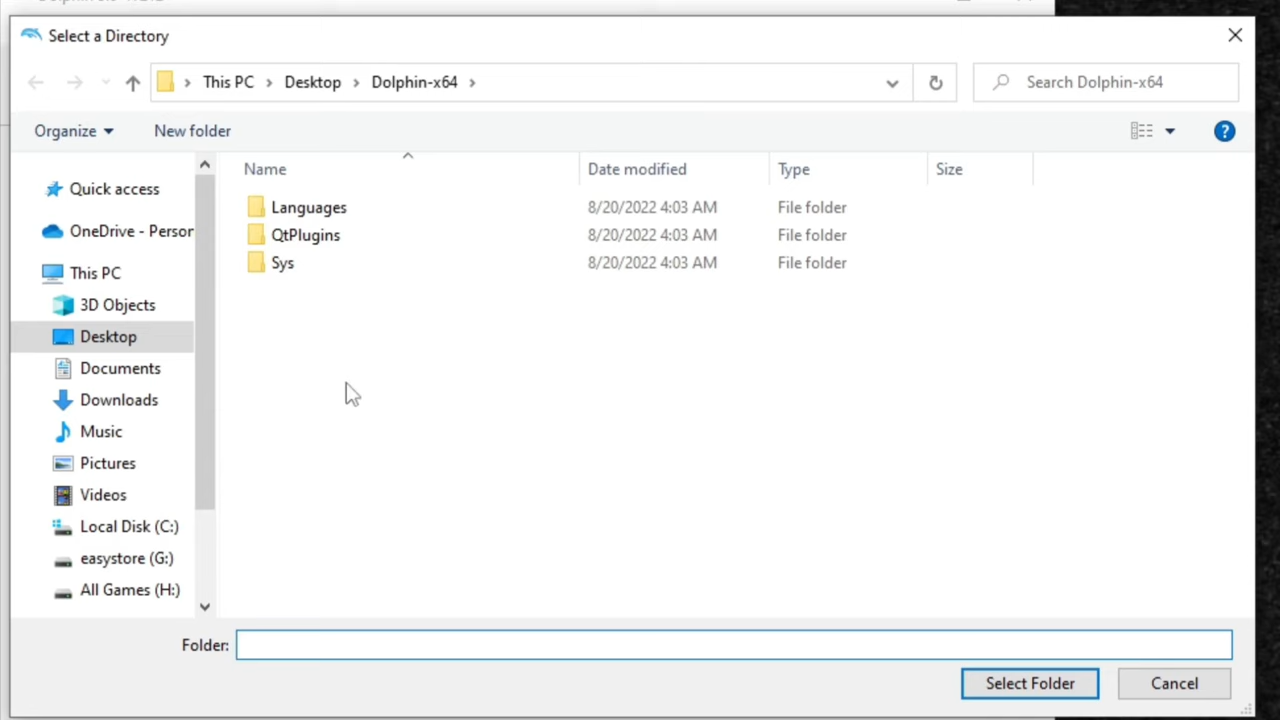 Select a Directory
This PC Desktop Dolphin-x64
Search Dolphin-x64
Organize New folder
Name Date modified Type Size
Quick access
OneDrive - Person
This PC
3D Objects
Desktop
Documents
Downloads
Music
Pictures
Videos
Local Disk (C:)
easystore (G:)
All Games (H:)
Languages 8/20/2022 4:03 AM File folder
QtPlugins 8/20/2022 4:03 AM File folder
Sys 8/20/2022 4:03 AM File folder
Folder:
Select Folder Cancel